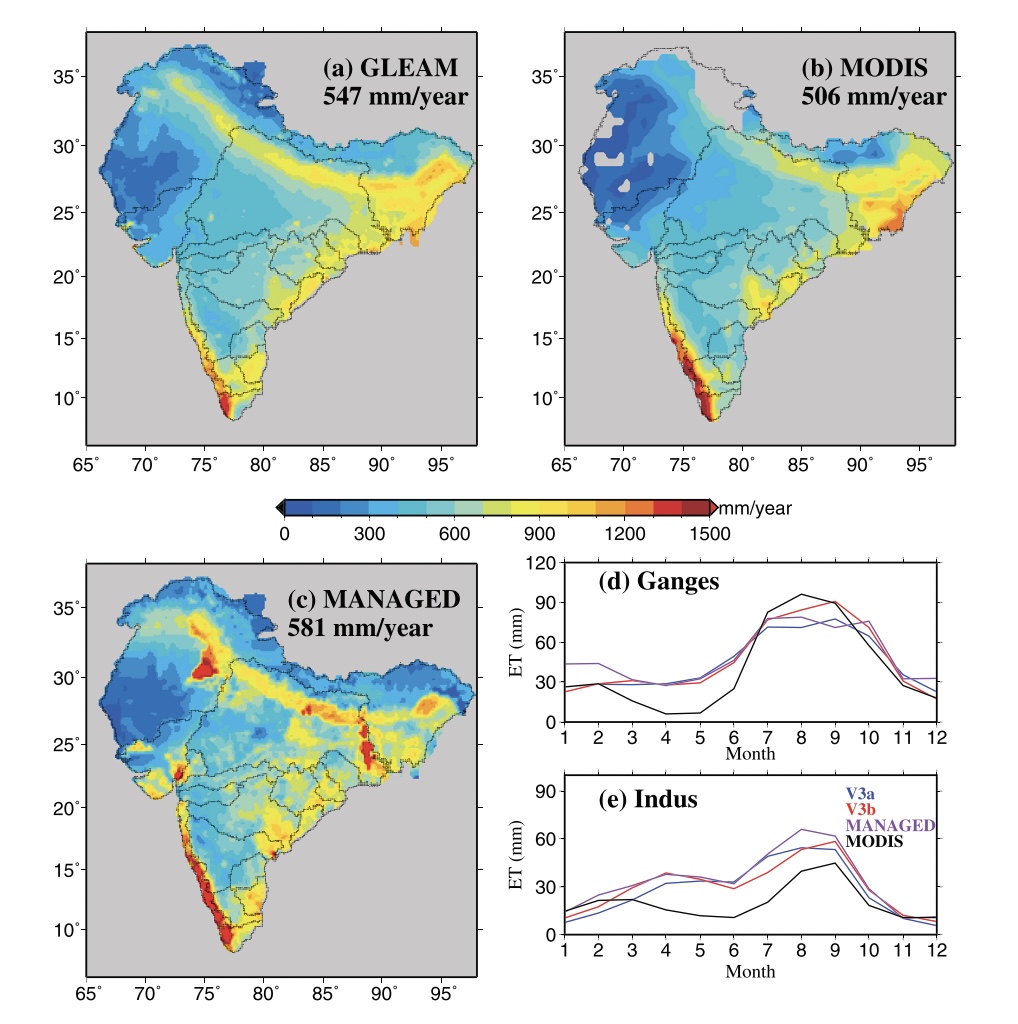 (a) GLEAM
547 mm/year
35°
30°
25°
20°
15°
10°
65° 70° 75° 80° 85° 90° 95°
(b) MODIS
506 mm/year
35°
30°
25°
20°
15°
10°
65° 70° 75° 80° 85° 90° 95°
mm/year
0 300 600 900 1200 1500
(c) MANAGED
581 mm/year
35°
30°
25°
20°
15°
10°
65° 70° 75° 80° 85° 90° 95°
(d) Ganges
ET (mm)
120
90
60
30
0
1 2 3 4 5 6 7 8 9 10 11 12
Month
(e) Indus
V3a
V3b
MANAGED
MODIS
ET (mm)
90
60
30
0
1 2 3 4 5 6 7 8 9 10 11 12
Month